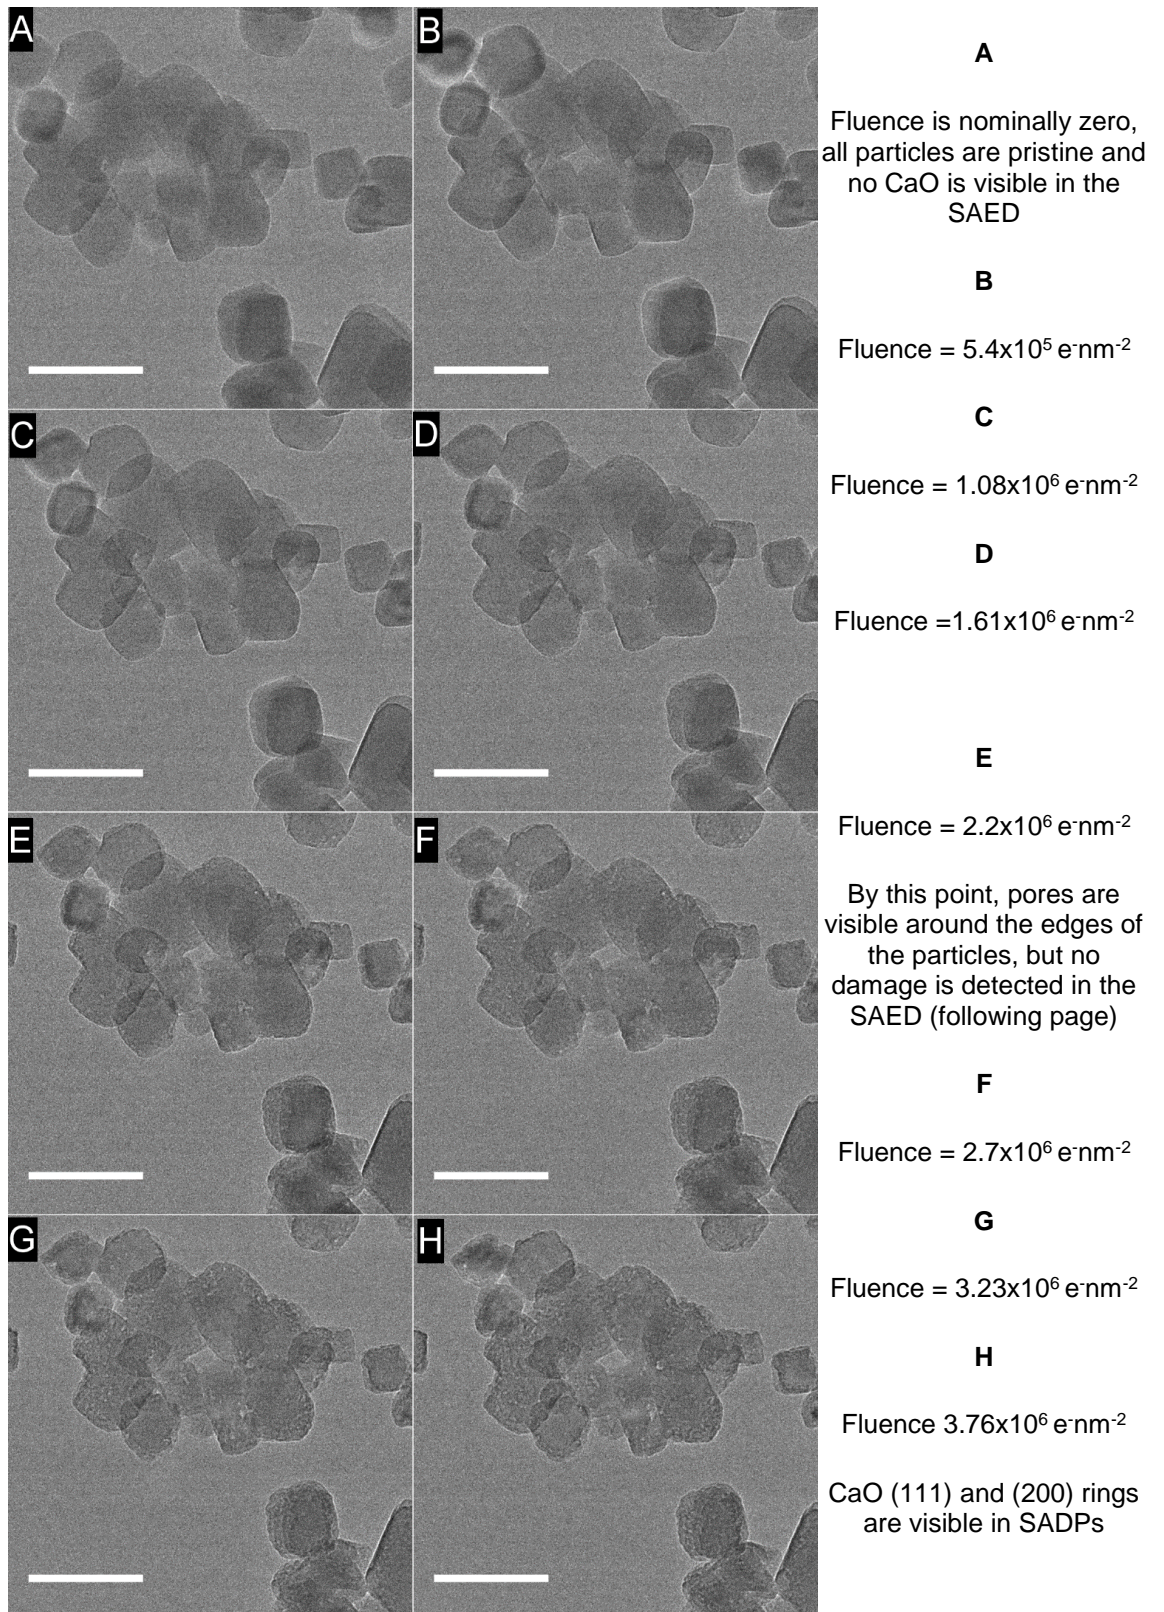 A
B
C
D
E
F
G
H
A
Fluence is nominally zero,
all particles are pristine and
no CaO is visible in the
SAED
B
Fluence = 5.4x10⁵ e⁻nm⁻²
C
Fluence = 1.08x10⁶ e⁻nm⁻²
D
Fluence =1.61x10⁶ e⁻nm⁻²
E
Fluence = 2.2x10⁶ e⁻nm⁻²
By this point, pores are
visible around the edges of
the particles, but no
damage is detected in the
SAED (following page)
F
Fluence = 2.7x10⁶ e⁻nm⁻²
G
Fluence = 3.23x10⁶ e⁻nm⁻²
H
Fluence 3.76x10⁶ e⁻nm⁻²
CaO (111) and (200) rings
are visible in SADPs